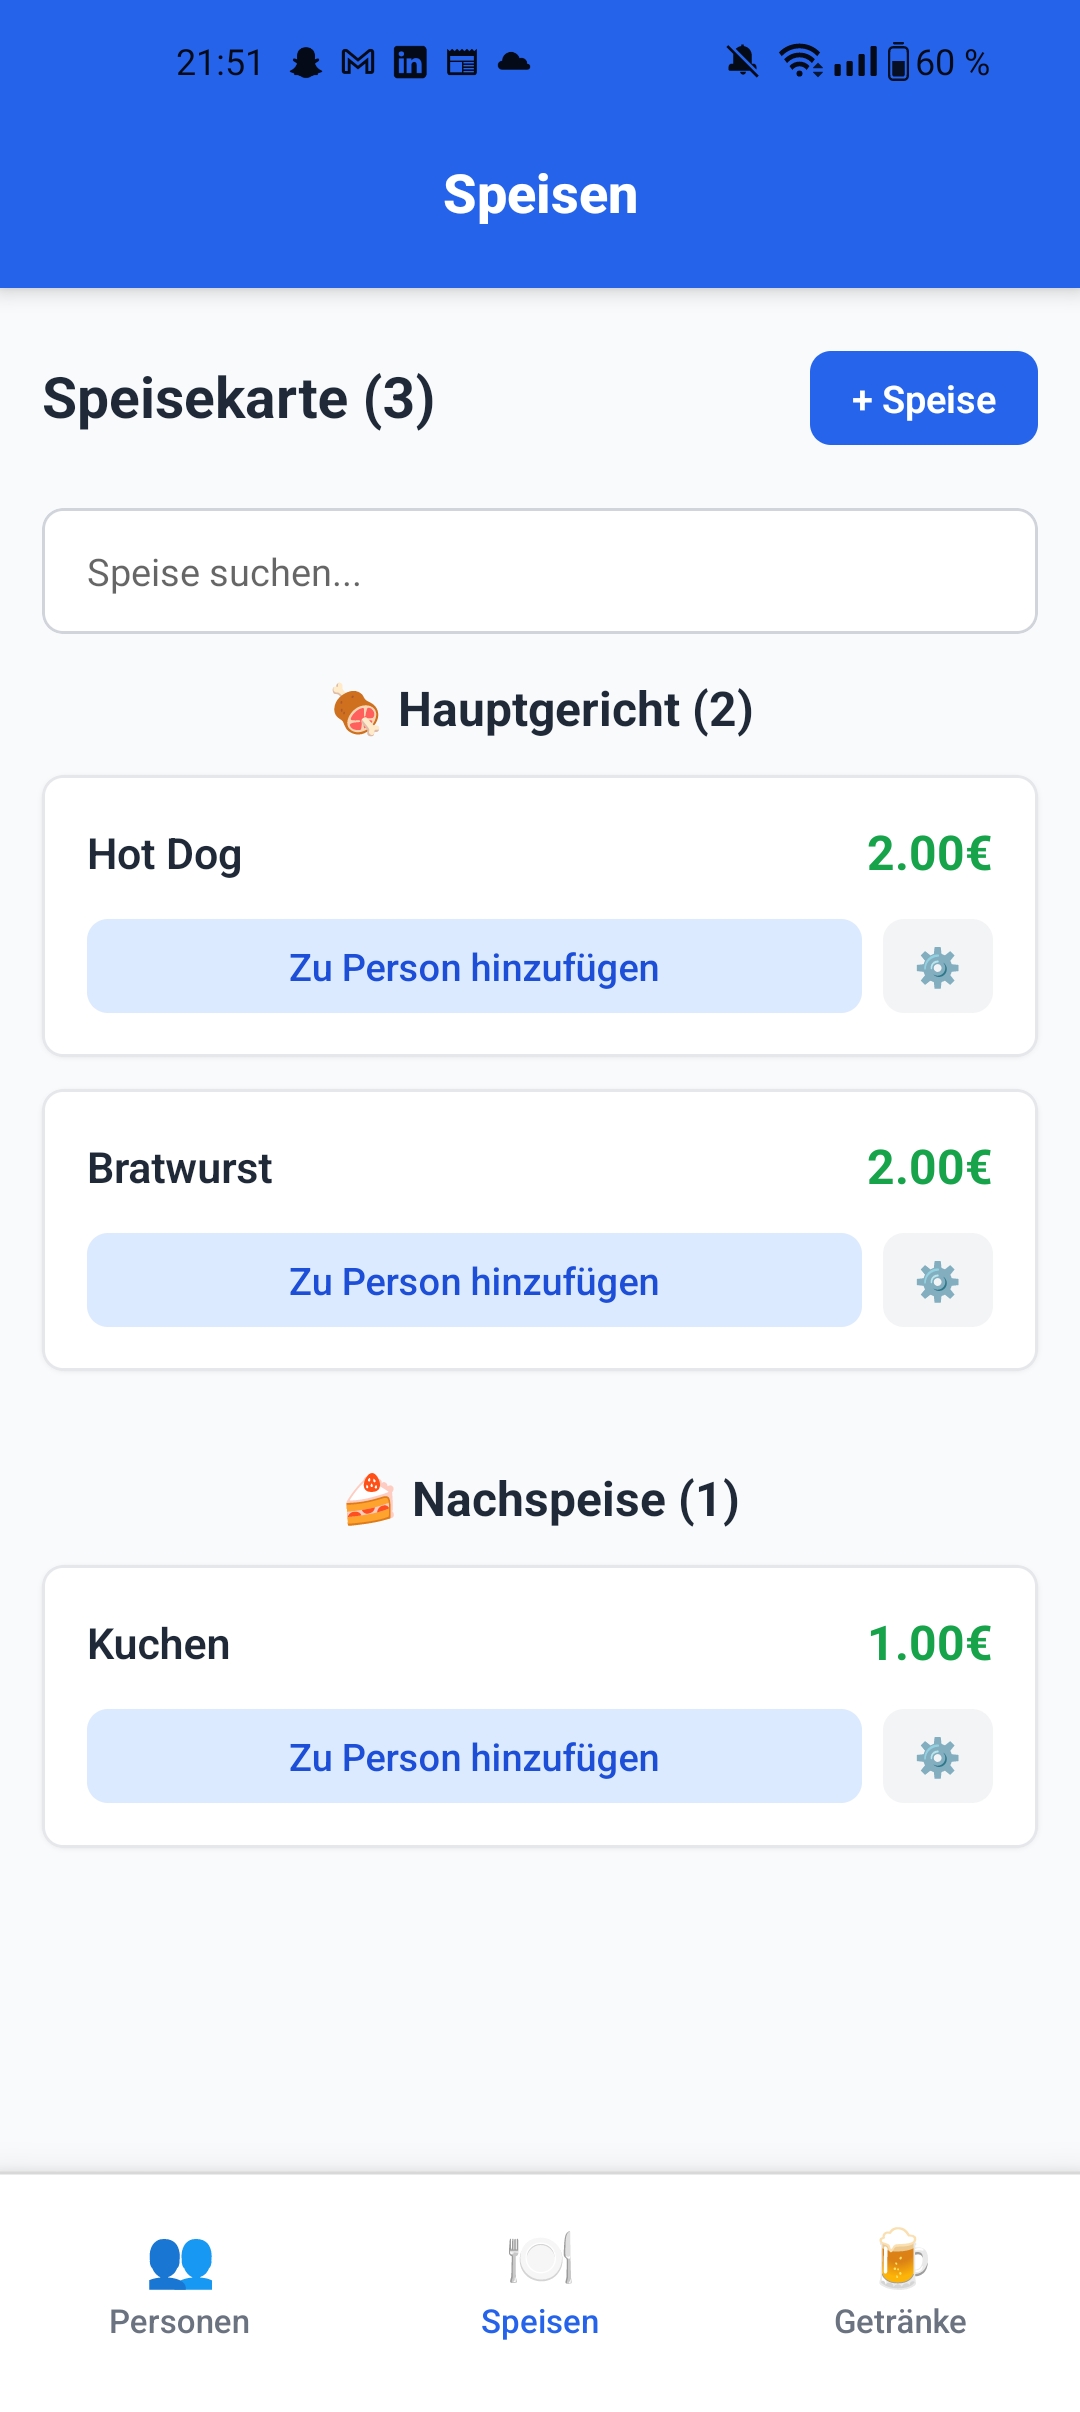 21:51
60 %
Speisen
Speisekarte (3)
+ Speise
Speise suchen...
🍖 Hauptgericht (2)
Hot Dog
2.00€
Zu Person hinzufügen
Bratwurst
2.00€
Zu Person hinzufügen
🍰 Nachspeise (1)
Kuchen
1.00€
Zu Person hinzufügen
Personen
Speisen
Getränke